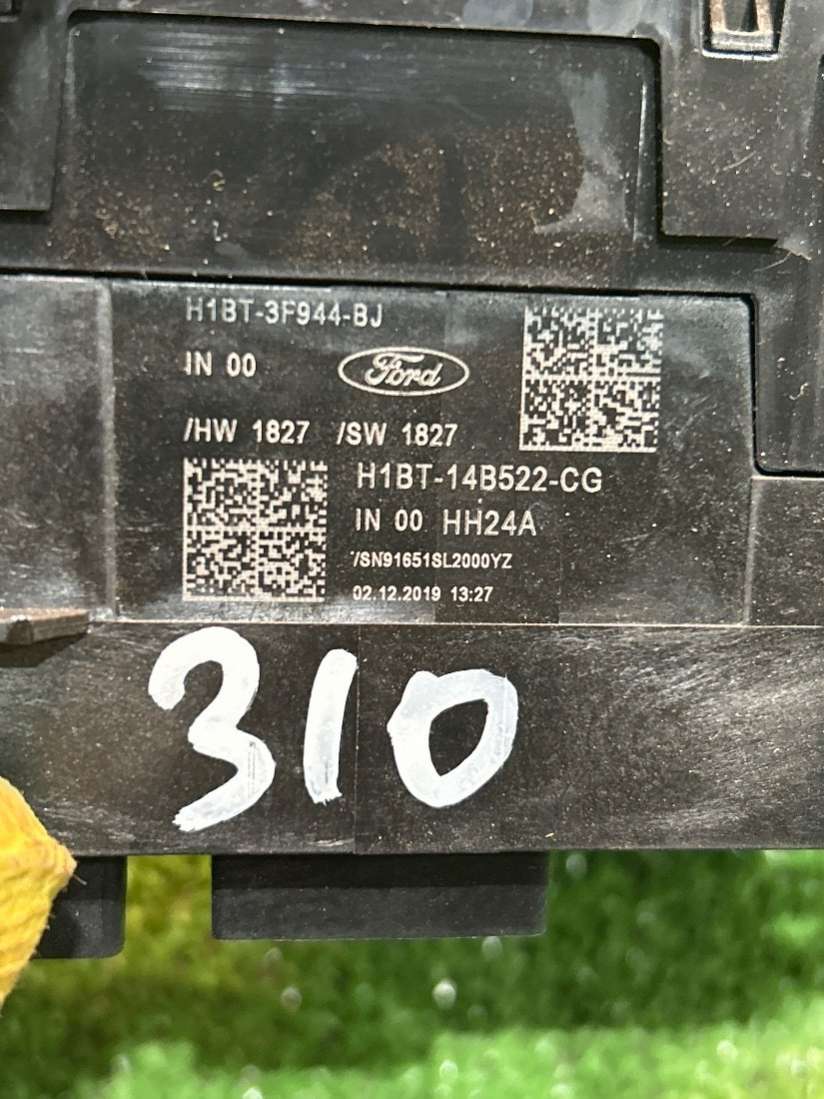 H1BT-3F944-BJ
IN 00 Ford
/HW 1827 /SW 1827
H1BT-14B522-CG
IN 00 HH24A
/SN91651SL2000YZ
02.12.2019 13:27
310